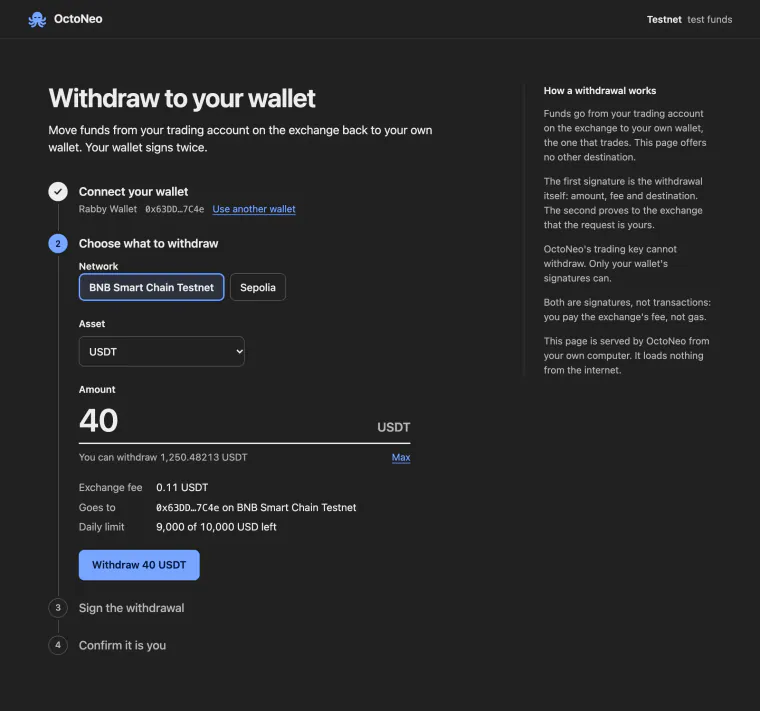 OctoNeo
Testnet test funds
Withdraw to your wallet
Move funds from your trading account on the exchange back to your own
wallet. Your wallet signs twice.
Connect your wallet
Rabby Wallet 0x63DD…7C4e Use another wallet
2 Choose what to withdraw
Network
BNB Smart Chain Testnet Sepolia
Asset
USDT
Amount
40 USDT
You can withdraw 1,250.48213 USDT Max
Exchange fee 0.11 USDT
Goes to 0x63DD…7C4e on BNB Smart Chain Testnet
Daily limit 9,000 of 10,000 USD left
Withdraw 40 USDT
3 Sign the withdrawal
4 Confirm it is you
How a withdrawal works
Funds go from your trading account
on the exchange to your own wallet,
the one that trades. This page offers
no other destination.
The first signature is the withdrawal
itself: amount, fee and destination.
The second proves to the exchange
that the request is yours.
OctoNeo's trading key cannot
withdraw. Only your wallet's
signatures can.
Both are signatures, not transactions:
you pay the exchange's fee, not gas.
This page is served by OctoNeo from
your own computer. It loads nothing
from the internet.